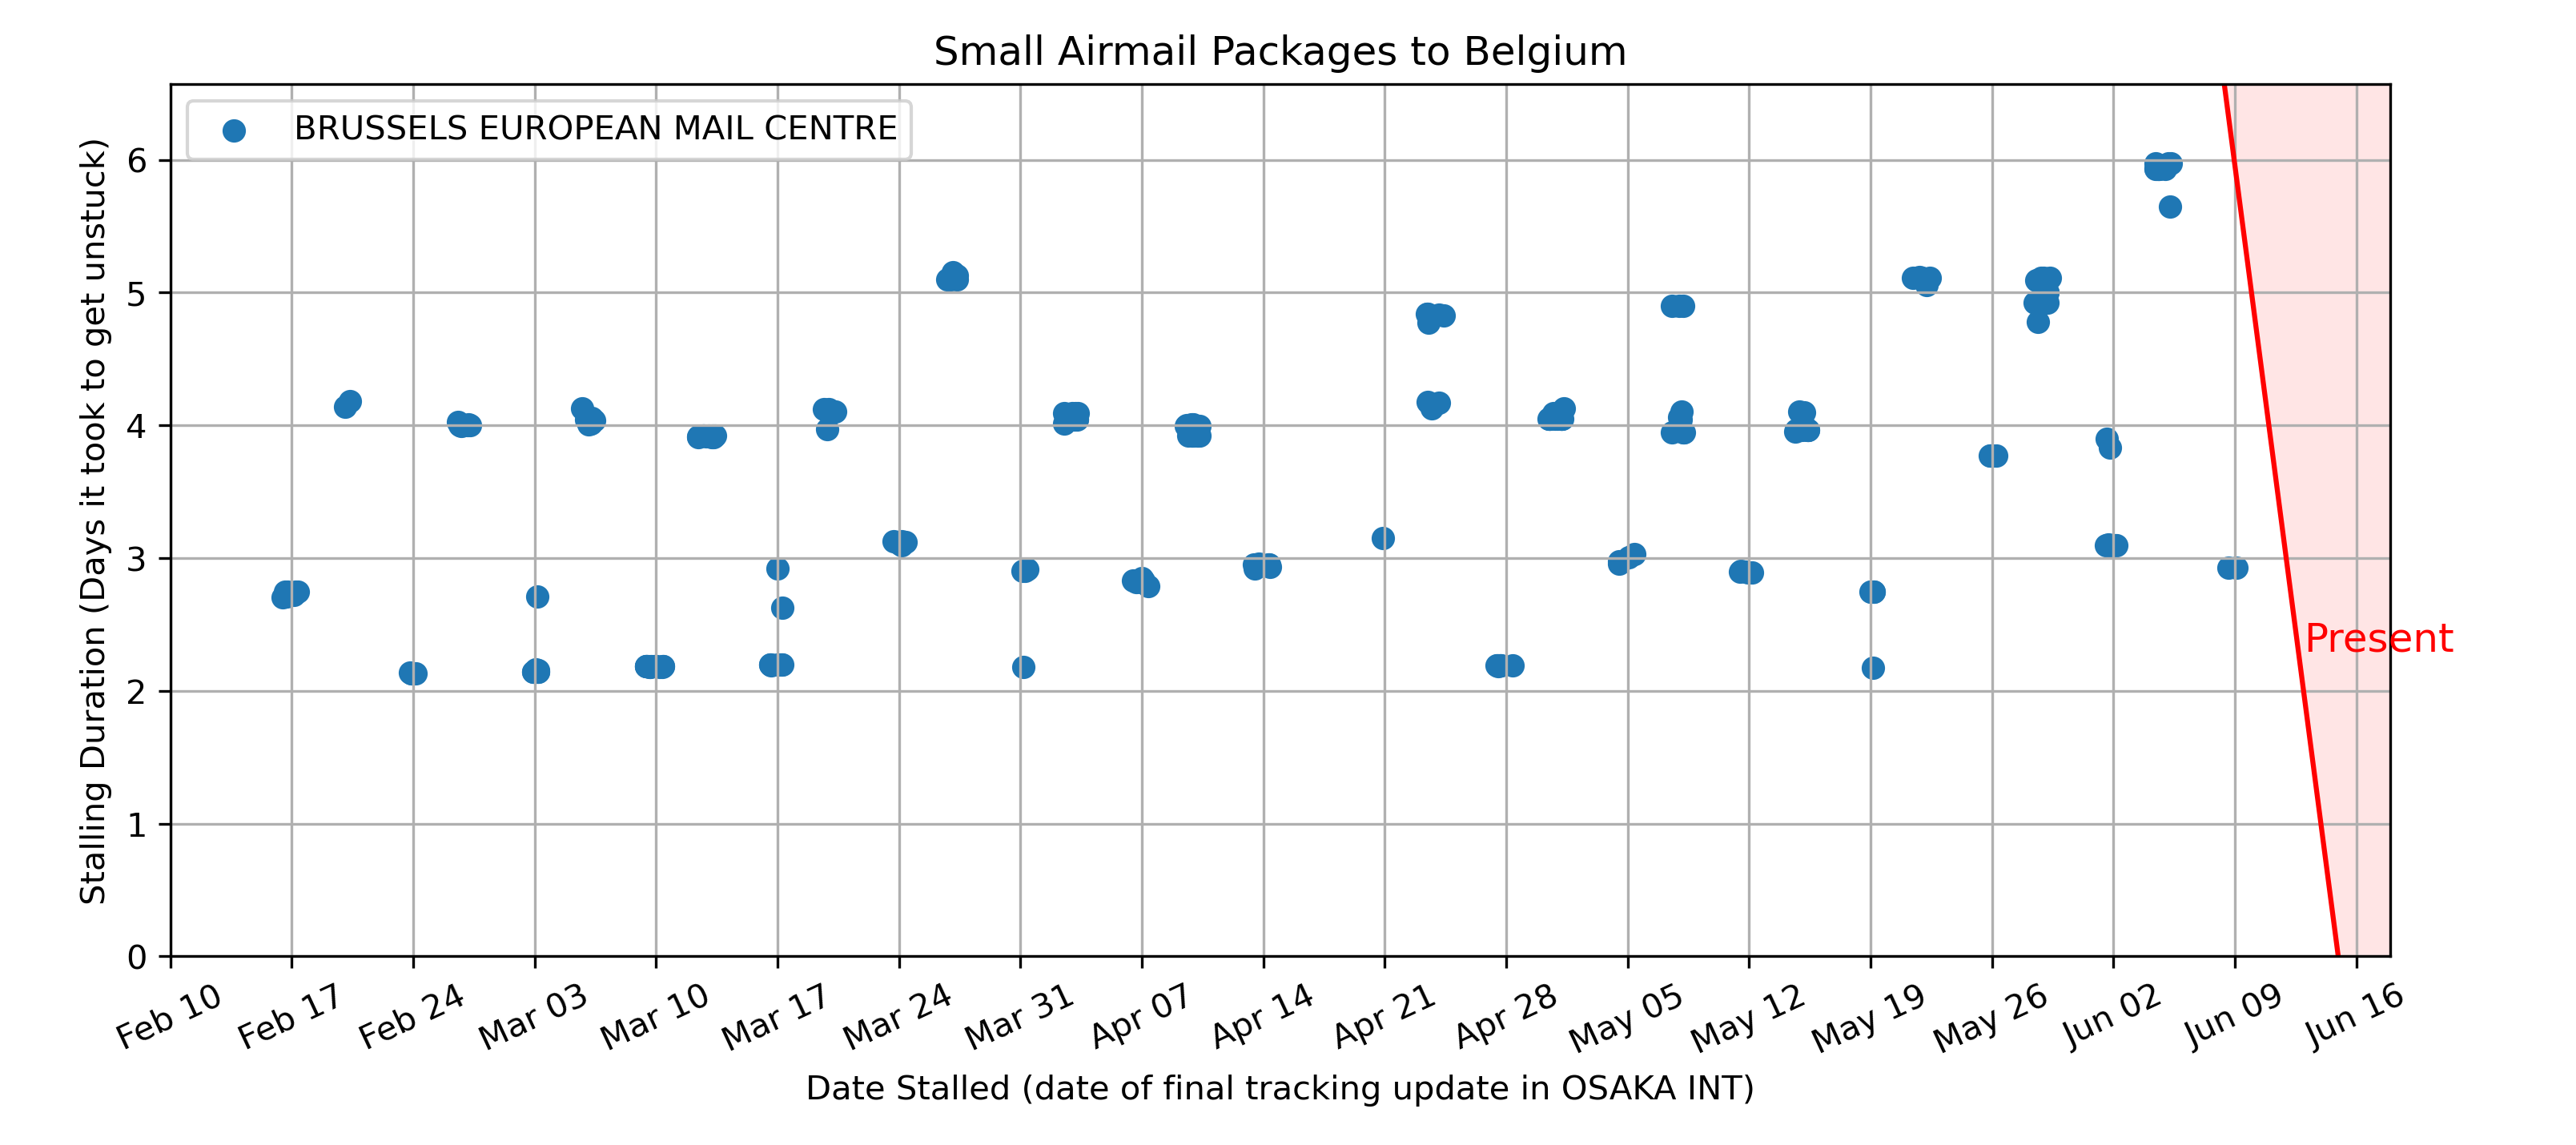 Small Airmail Packages to Belgium
BRUSSELS EUROPEAN MAIL CENTRE
Stalling Duration (Days it took to get unstuck)
6
5
4
3
2
1
0
Present
Feb 10
Feb 17
Feb 24
Mar 03
Mar 10
Mar 17
Mar 24
Mar 31
Apr 07
Apr 14
Apr 21
Apr 28
May 05
May 12
May 19
May 26
Jun 02
Jun 09
Jun 16
Date Stalled (date of final tracking update in OSAKA INT)